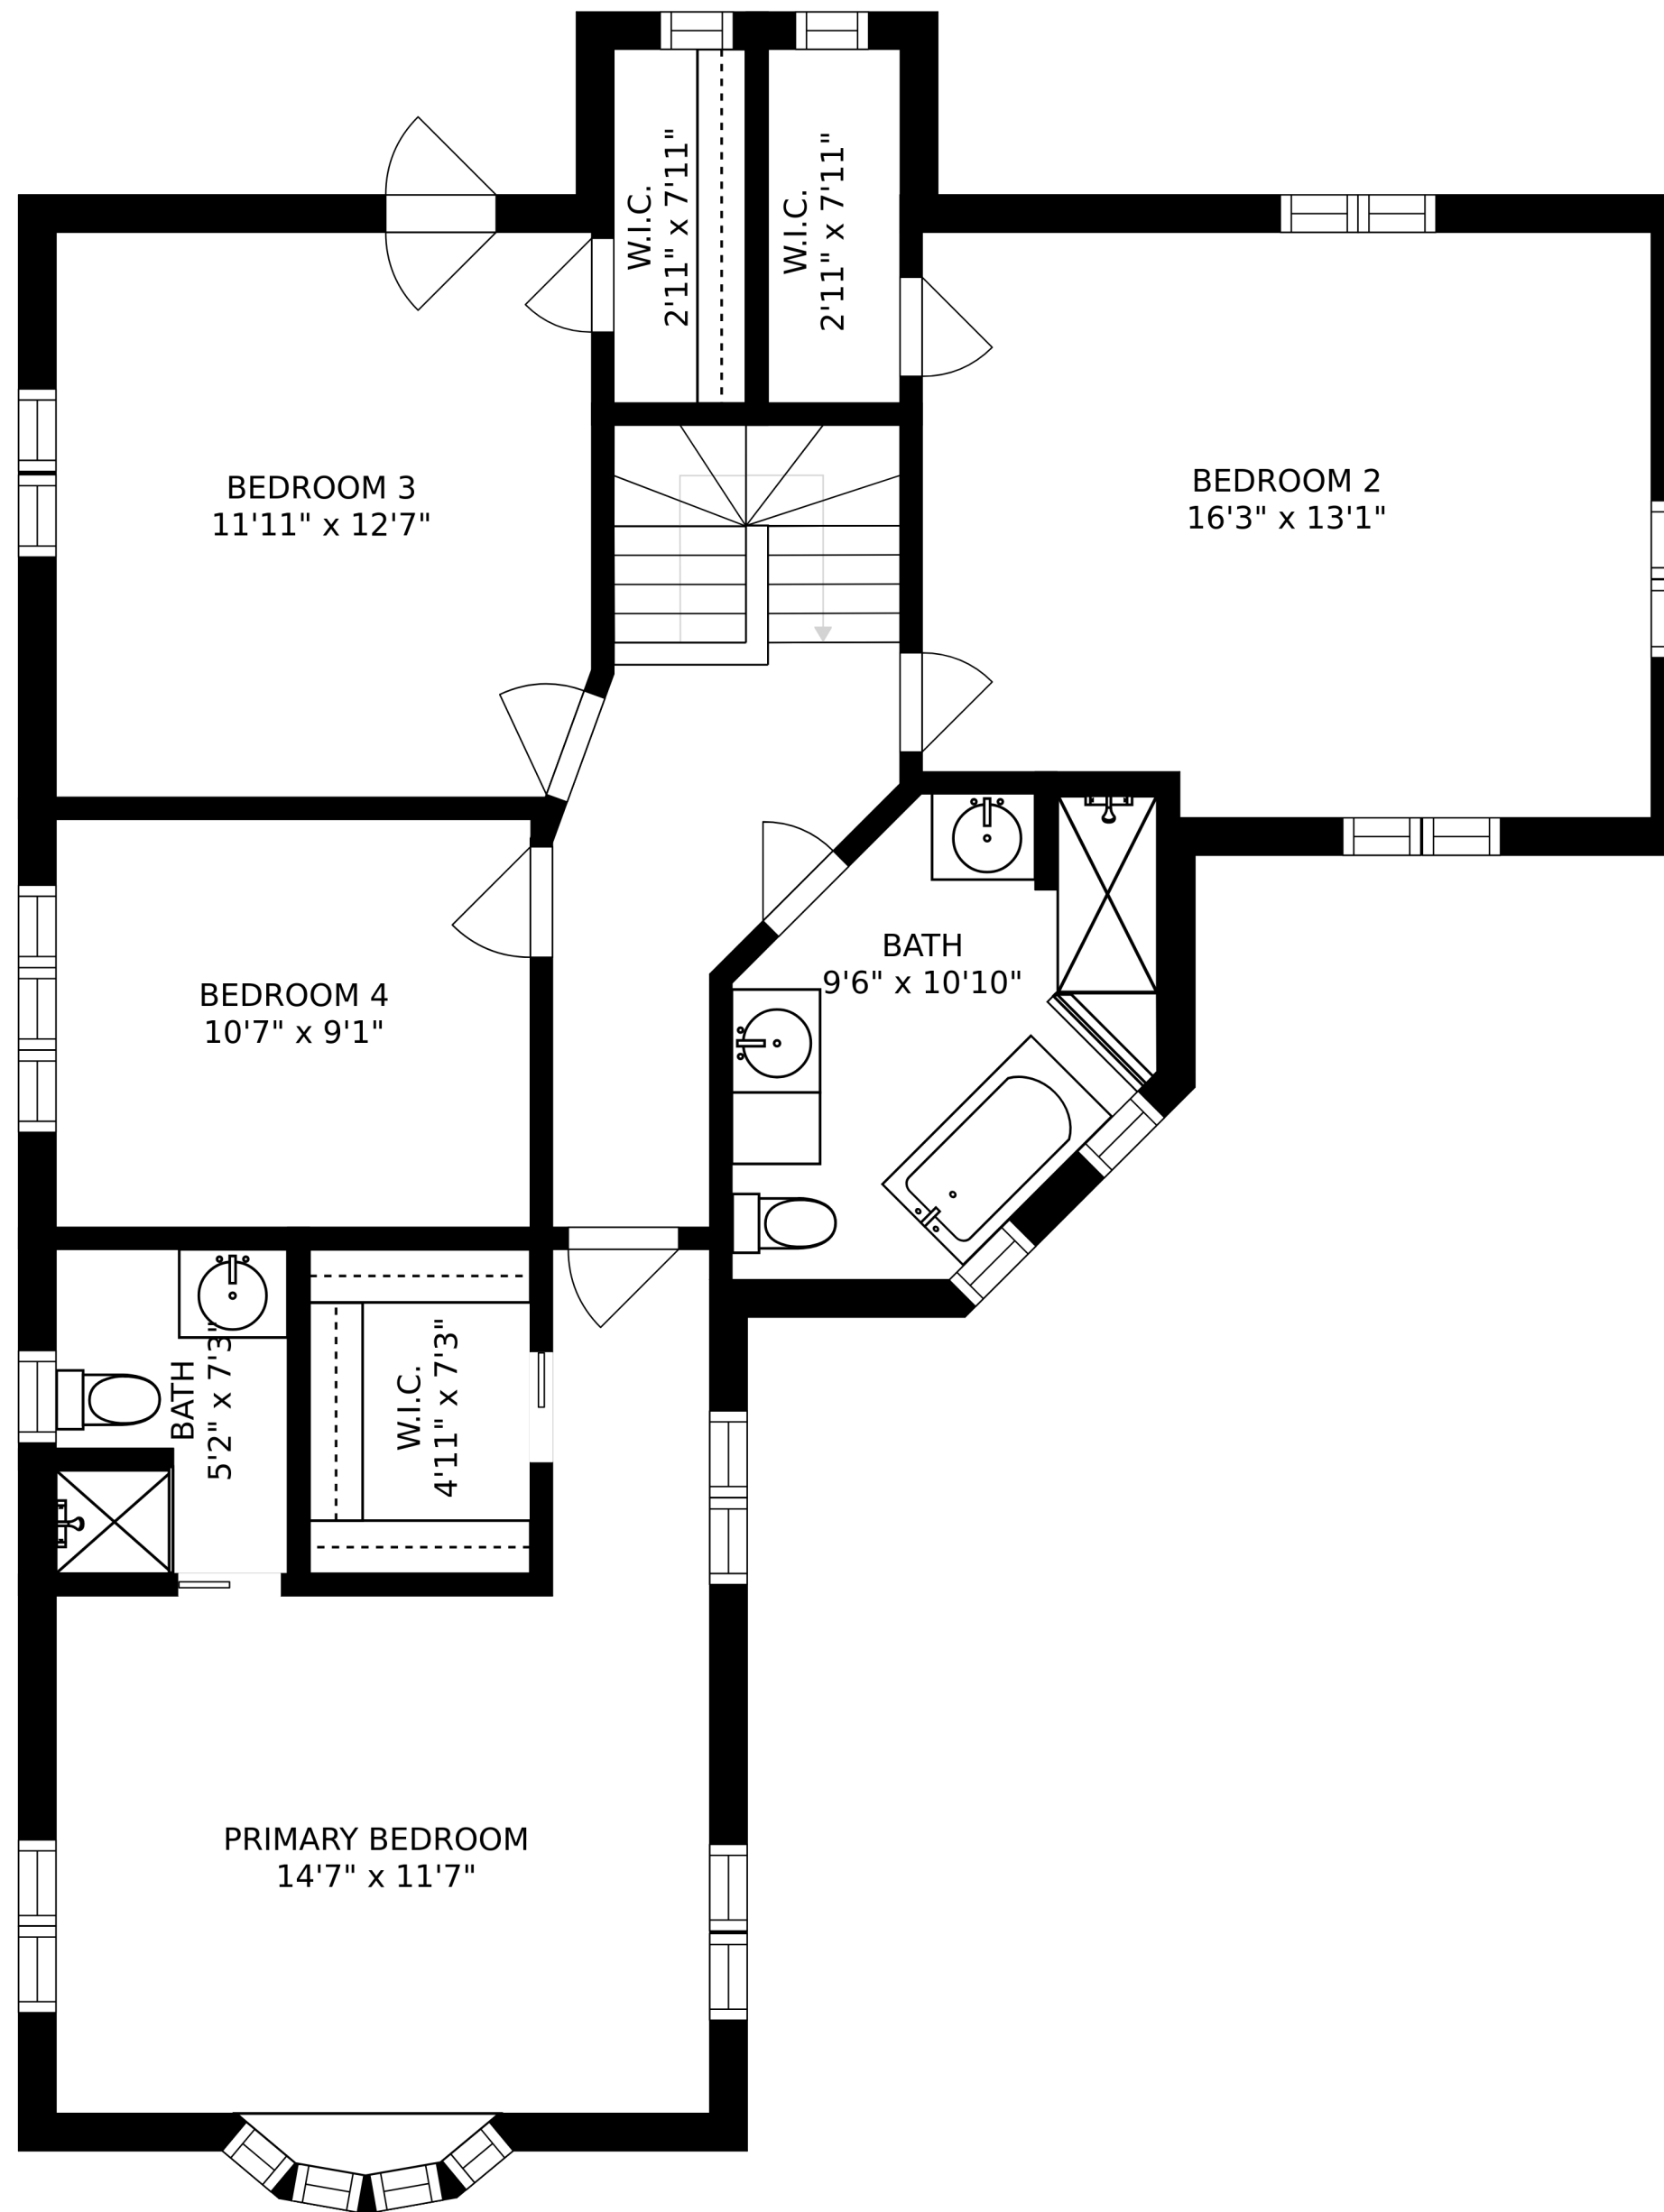 W.I.C.
2'11" x 7'11"
W.I.C.
2'11" x 7'11"
BEDROOM 3
11'11" x 12'7"
BEDROOM 2
16'3" x 13'1"
BATH
9'6" x 10'10"
BEDROOM 4
10'7" x 9'1"
BATH
5'2" x 7'3"
W.I.C.
4'11" x 7'3"
PRIMARY BEDROOM
14'7" x 11'7"